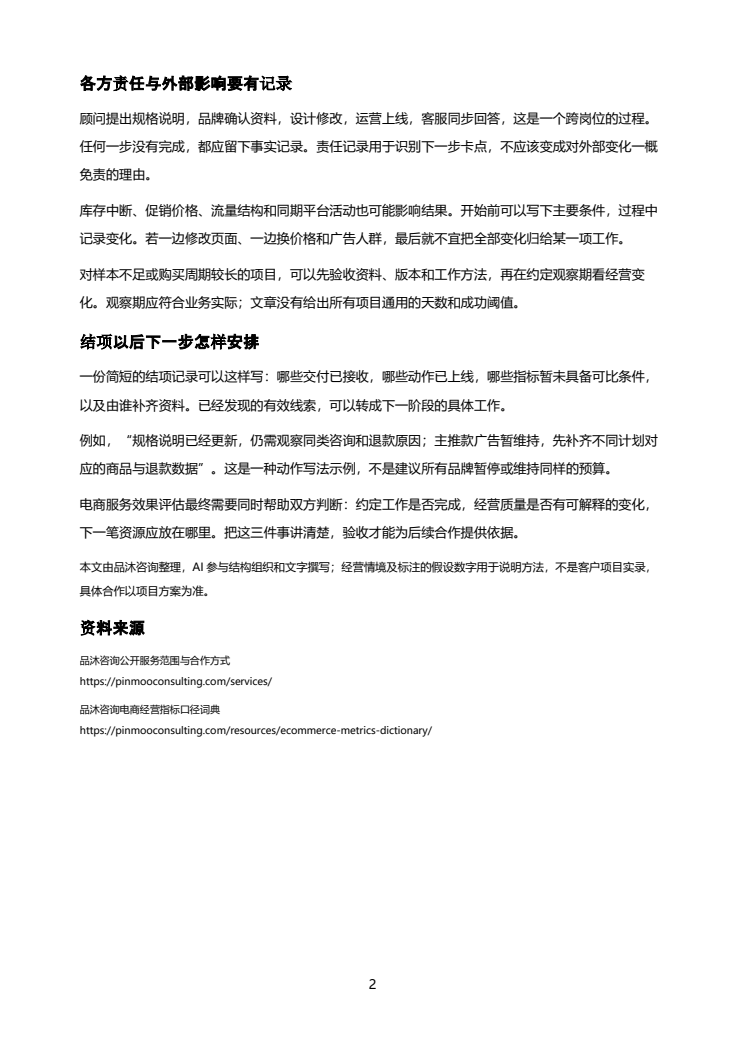 各方责任与外部影响要有记录
顾问提出规格说明，品牌确认资料，设计修改，运营上线，客服同步回答，这是一个跨岗位的过程。
任何一步没有完成，都应留下事实记录。责任记录用于识别下一步卡点，不应该变成对外部变化一概
免责的理由。
库存中断、促销价格、流量结构和同期平台活动也可能影响结果。开始前可以写下主要条件，过程中
记录变化。若一边修改页面、一边换价格和广告人群，最后就不宜把全部变化归给某一项工作。
对样本不足或购买周期较长的项目，可以先验收资料、版本和工作方法，再在约定观察期看经营变
化。观察期应符合业务实际；文章没有给出所有项目通用的天数和成功阈值。
结项以后下一步怎样安排
一份简短的结项记录可以这样写：哪些交付已接收，哪些动作已上线，哪些指标暂未具备可比条件，
以及由谁补齐资料。已经发现的有效线索，可以转成下一阶段的具体工作。
例如，“规格说明已经更新，仍需观察同类咨询和退款原因；主推款广告暂维持，先补齐不同计划对
应的商品与退款数据”。这是一种动作写法示例，不是建议所有品牌暂停或维持同样的预算。
电商服务效果评估最终需要同时帮助双方判断：约定工作是否完成，经营质量是否有可解释的变化，
下一笔资源应放在哪里。把这三件事讲清楚，验收才能为后续合作提供依据。
本文由品沐咨询整理，AI 参与结构组织和文字撰写；经营情境及标注的假设数字用于说明方法，不是客户项目实录，
具体合作以项目方案为准。
资料来源
品沐咨询公开服务范围与合作方式
https://pinmooconsulting.com/services/
品沐咨询电商经营指标口径词典
https://pinmooconsulting.com/resources/ecommerce-metrics-dictionary/
2